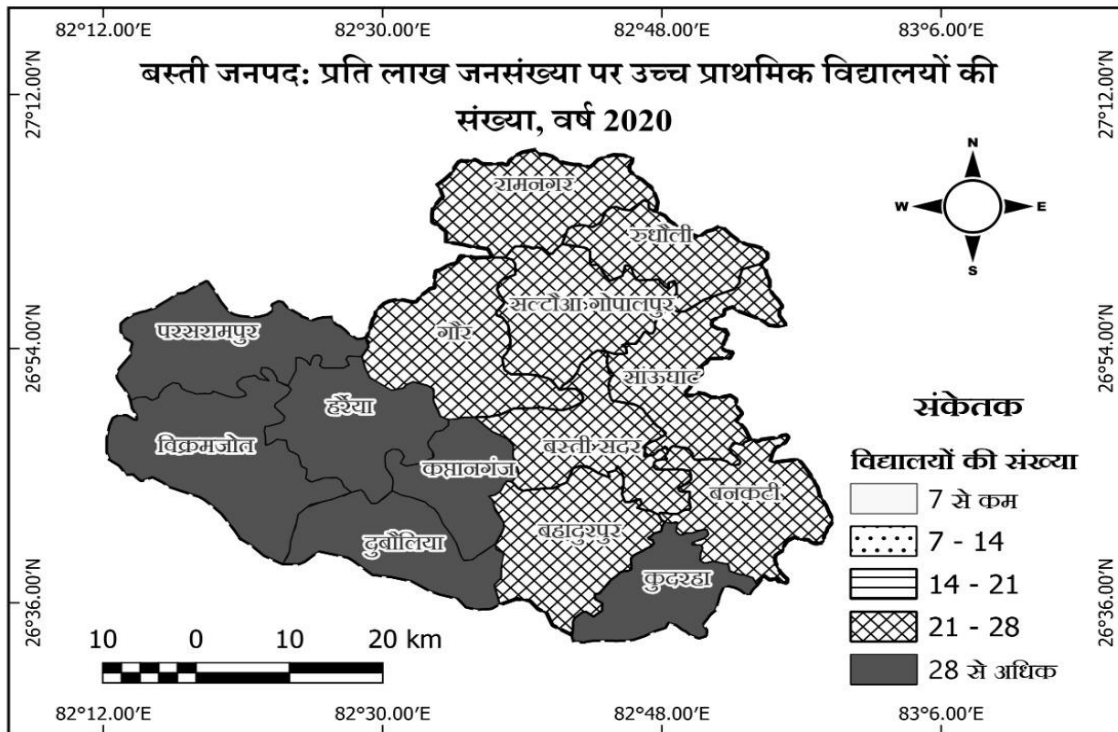 82°12.00'E 82°30.00'E 82°48.00'E 83°6.00'E
बस्ती जनपद: प्रति लाख जनसंख्या पर उच्च प्राथमिक विद्यालयों की
संख्या, वर्ष 2020
27°12.00'N
27°12.00'N
N
W E
S
रामनगर
रुधौली
सल्टौआ गोपालपुर
गौर
परसरामपुर
साऊघाट
हर्रैया
विक्रमजोत
कप्तानगंज
बस्ती सदर
बनकटी
बहादुरपुर
दुबौलिया
कुदरहा
26°54.00'N
26°54.00'N
संकेतक
विद्यालयों की संख्या
7 से कम
7 - 14
14 - 21
21 - 28
28 से अधिक
26°36.00'N
26°36.00'N
10 0 10 20 km
82°12.00'E 82°30.00'E 82°48.00'E 83°6.00'E